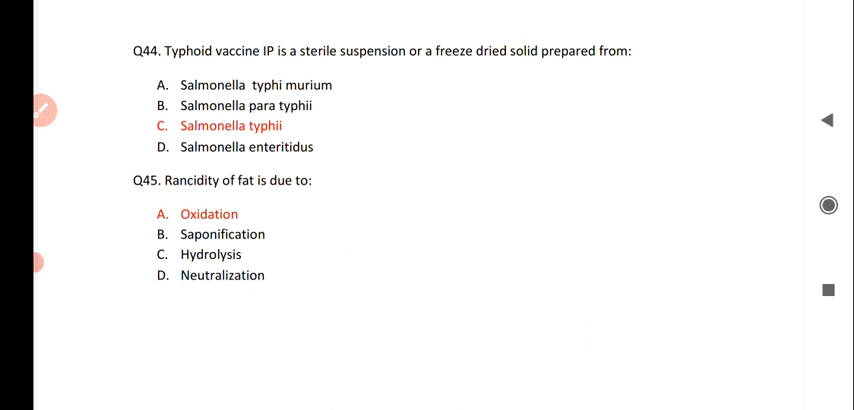 Q44. Typhoid vaccine IP is a sterile suspension or a freeze dried solid prepared from:
A. Salmonella typhi murium
B. Salmonella para typhii
C. Salmonella typhii
D. Salmonella enteritidus
Q45. Rancidity of fat is due to:
A. Oxidation
B. Saponification
C. Hydrolysis
D. Neutralization